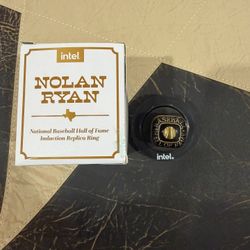 intel
NOLAN
RYAN
National Baseball Hall of Fame
Induction Replica Ring
intel.